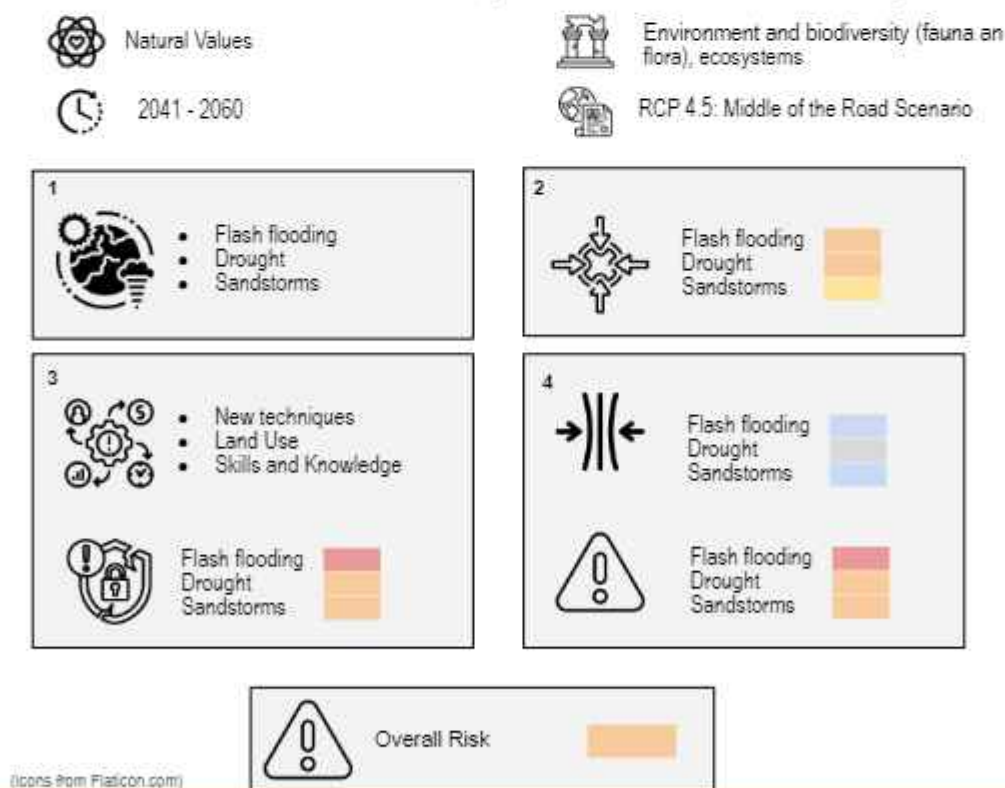 Natural Values
Environment and biodiversity (fauna an
flora), ecosystems
2041 - 2060
RCP 4.5: Middle of the Road Scenario
1
• Flash flooding
• Drought
• Sandstorms
2
Flash flooding
Drought
Sandstorms
3
• New techniques
• Land Use
• Skills and Knowledge
Flash flooding
Drought
Sandstorms
4
Flash flooding
Drought
Sandstorms
Flash flooding
Drought
Sandstorms
Overall Risk
(Icons from Flaticon.com)